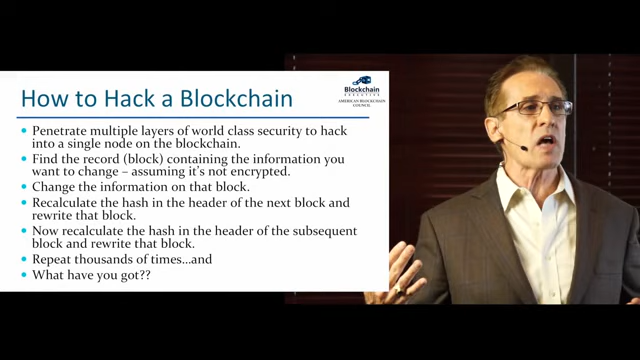 How to Hack a Blockchain
Blockchain
EXECUTIVE
AMERICAN BLOCKCHAIN
COUNCIL
Penetrate multiple layers of world class security to hack
into a single node on the blockchain.
Find the record (block) containing the information you
want to change – assuming it's not encrypted.
Change the information on that block.
Recalculate the hash in the header of the next block and
rewrite that block.
Now recalculate the hash in the header of the subsequent
block and rewrite that block.
Repeat thousands of times...and
What have you got??